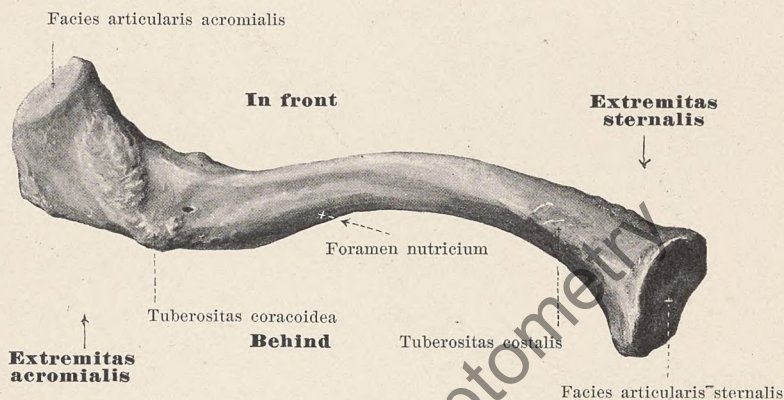 Facies articularis acromialis
In front
Extremitas
sternalis
Foramen nutricium
Tuberositas coracoidea
Behind
Tuberositas costalis
Extremitas
acromialis
Facies articularis sternalis